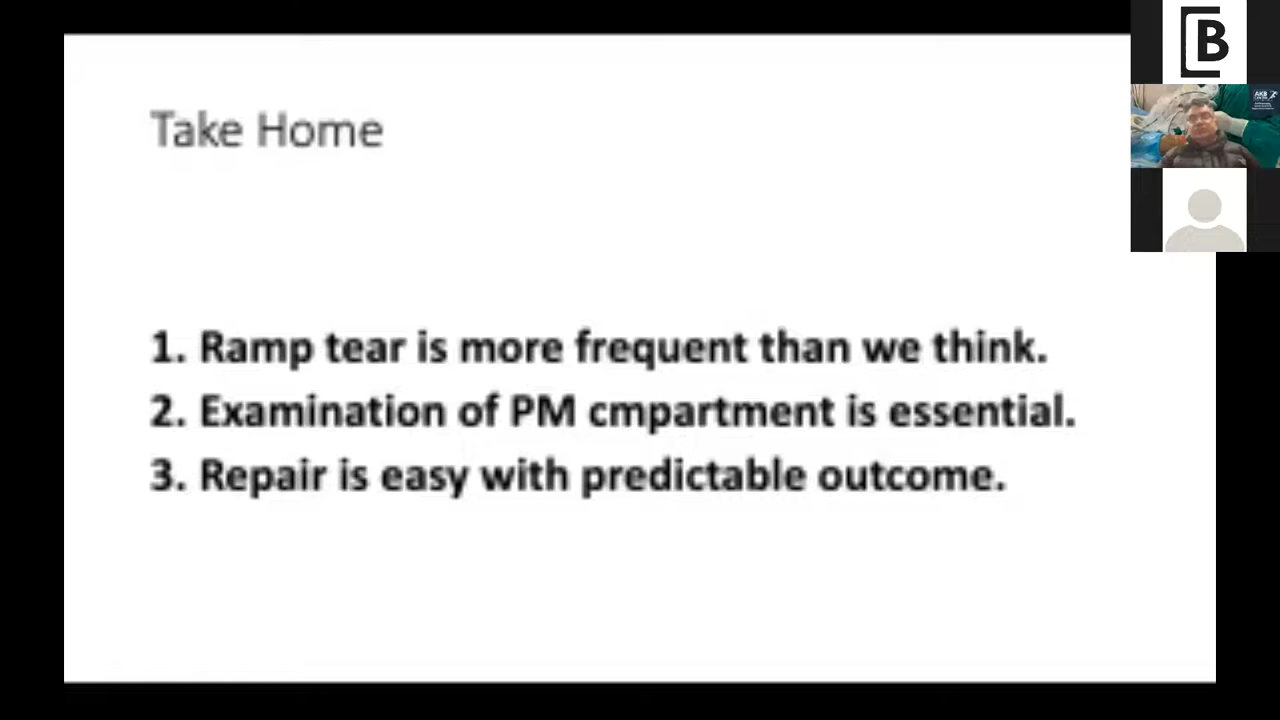 B
AKB
Take Home
1. Ramp tear is more frequent than we think.
2. Examination of PM cmpartment is essential.
3. Repair is easy with predictable outcome.